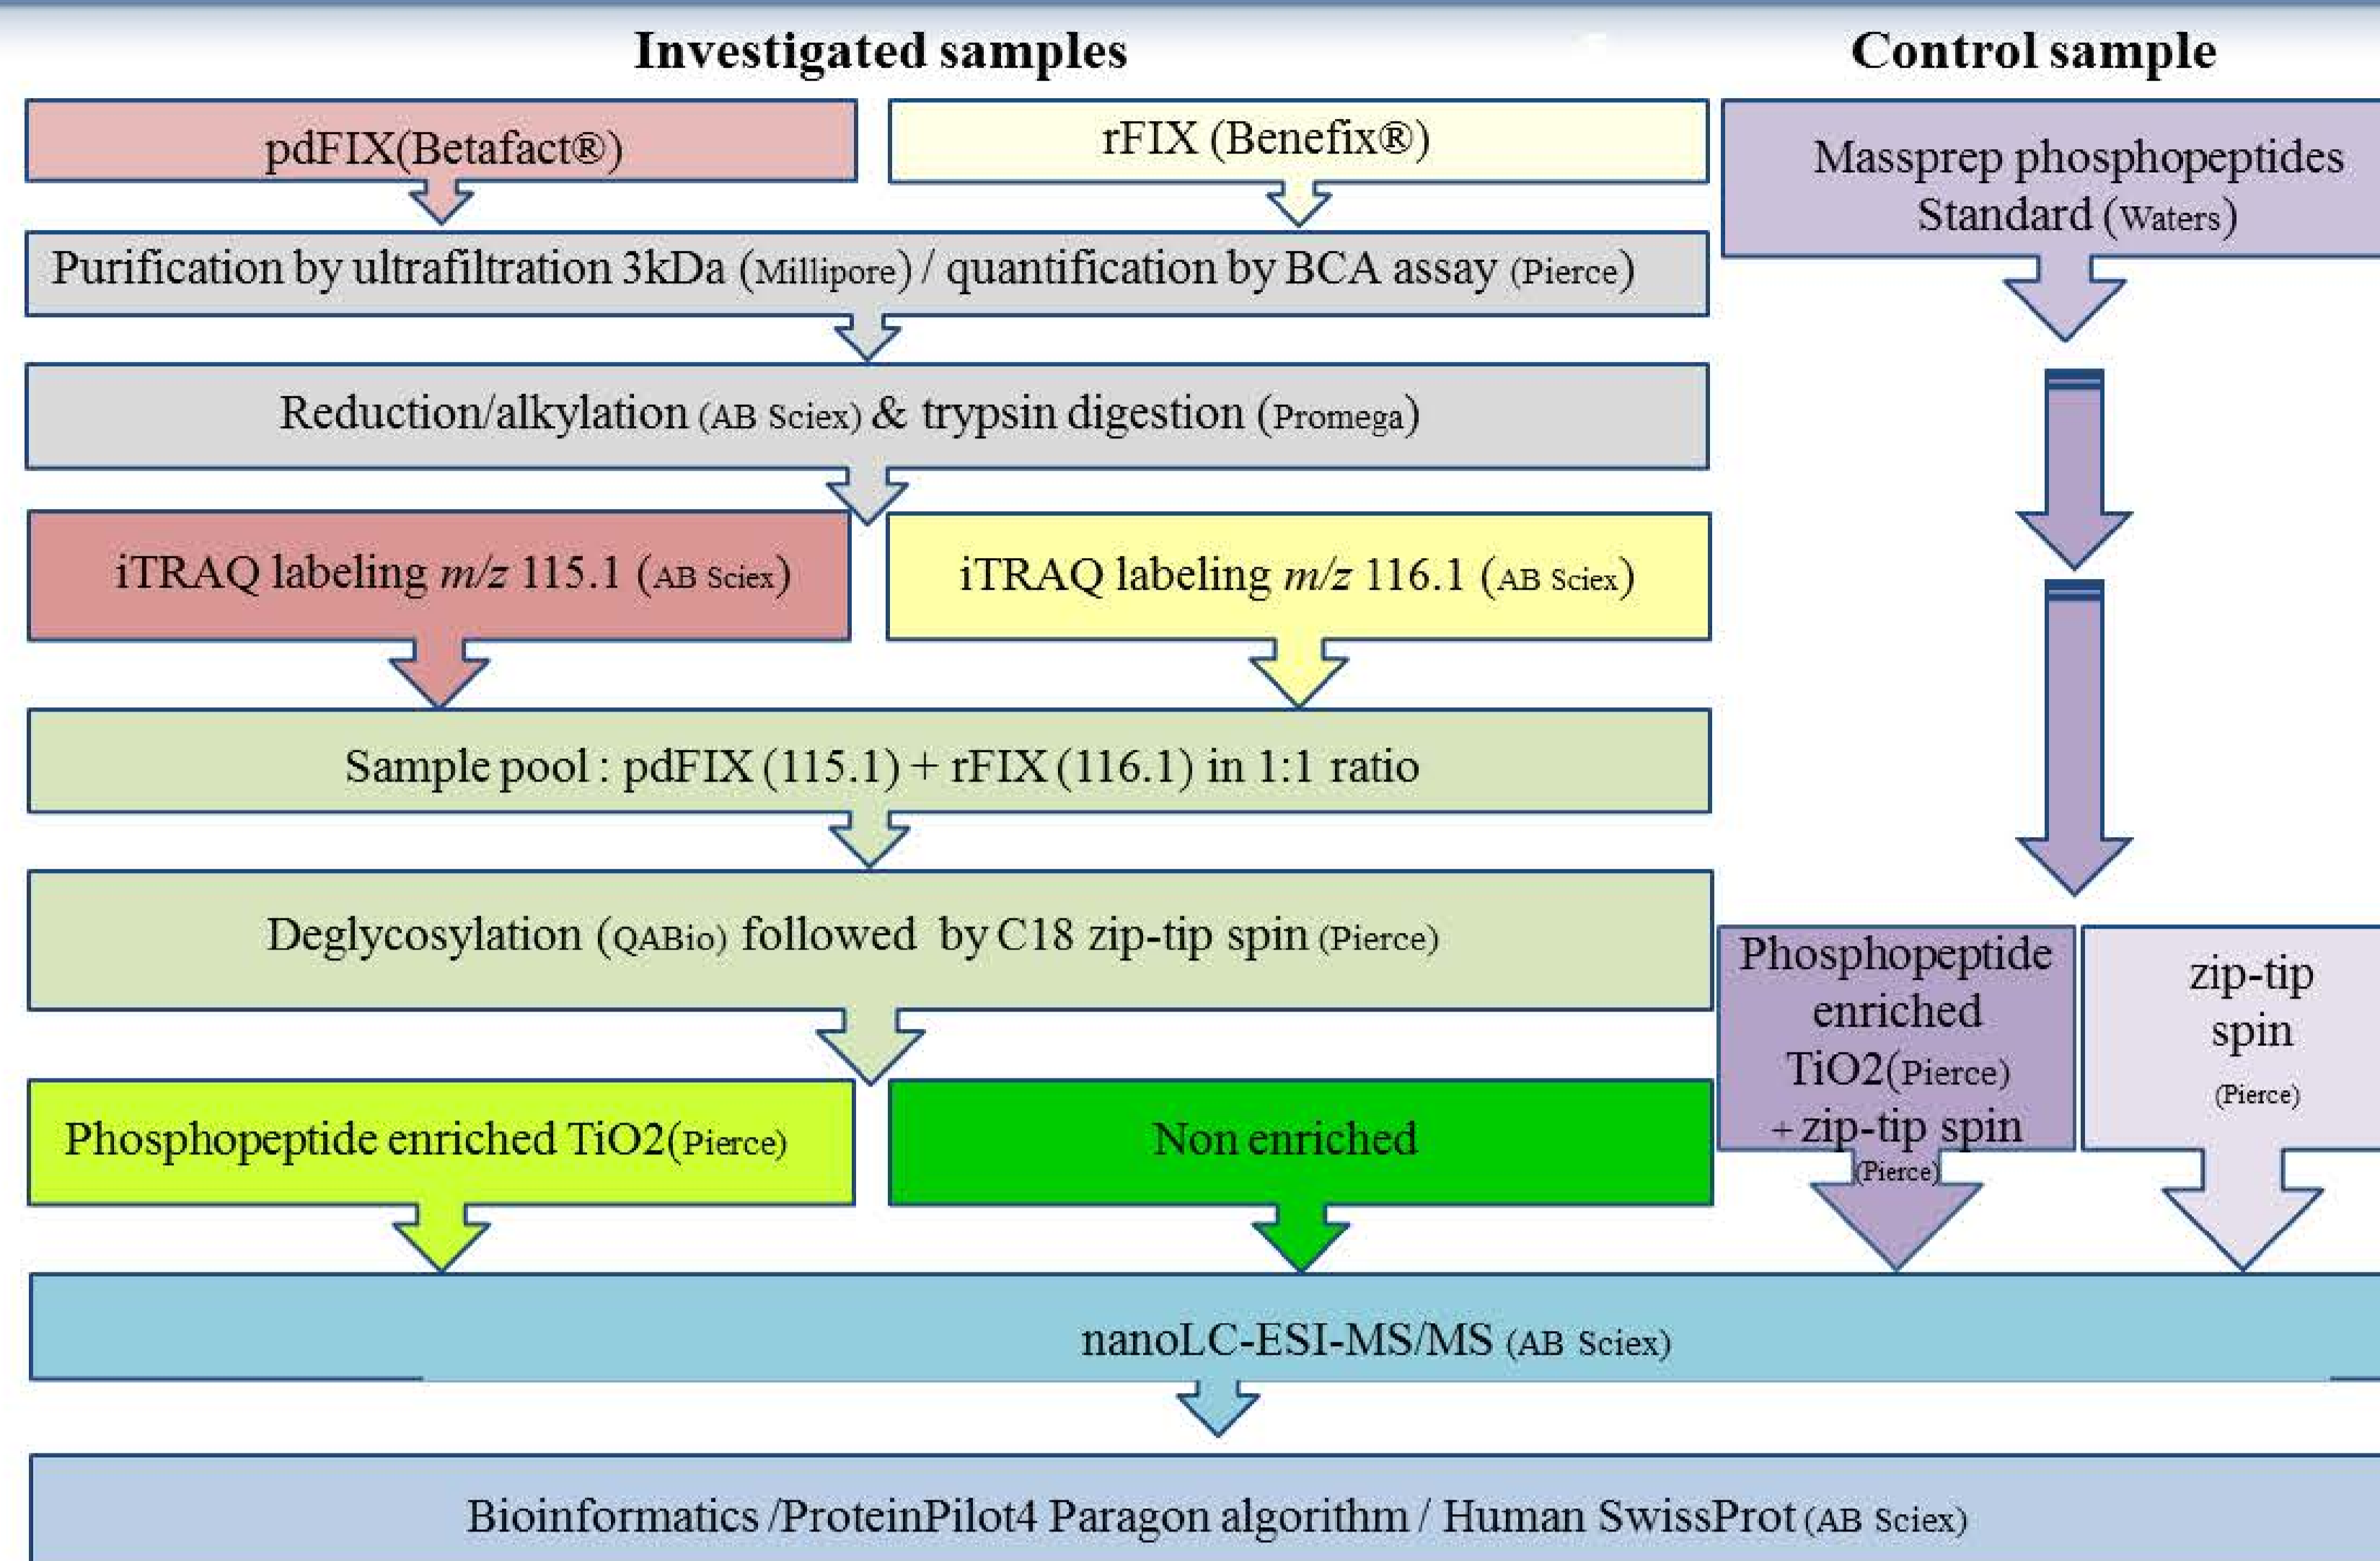 Investigated samples
Control sample
pdFIX(Betafact®)
rFIX (Benefix®)
Massprep phosphopeptides
Standard (Waters)
Purification by ultrafiltration 3kDa (Millipore) / quantification by BCA assay (Pierce)
Reduction/alkylation (AB Sciex) & trypsin digestion (Promega)
iTRAQ labeling m/z 115.1 (AB Sciex)
iTRAQ labeling m/z 116.1 (AB Sciex)
Sample pool : pdFIX (115.1) + rFIX (116.1) in 1:1 ratio
Deglycosylation (QABio) followed by C18 zip-tip spin (Pierce)
Phosphopeptide
enriched
TiO2(Pierce)
+ zip-tip spin
(Pierce)
zip-tip
spin
(Pierce)
Phosphopeptide enriched TiO2(Pierce)
Non enriched
nanoLC-ESI-MS/MS (AB Sciex)
Bioinformatics /ProteinPilot4 Paragon algorithm / Human SwissProt (AB Sciex)